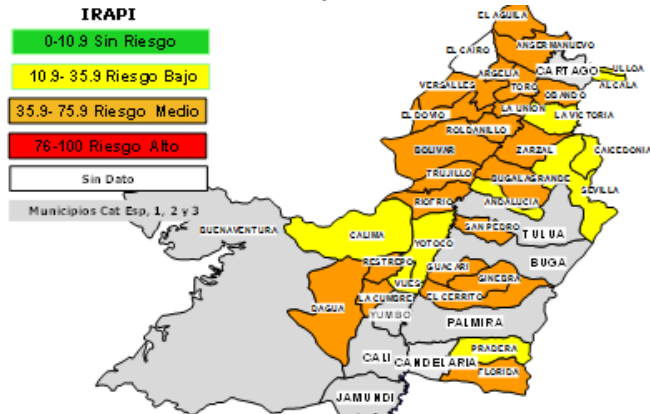 IRAPI
0-10.9 Sin Riesgo
10.9- 35.9 Riesgo Bajo
35.9- 75.9 Riesgo Medio
76-100 Riesgo Alto
Sin Dato
Municipios Cat Esp, 1, 2 y 3
EL AGUILA
ANSERMANUEVO
EL CAIRO
CARTAGO
ULLOA
ALCALA
ARGELIA
VERSALLES
TORO
OBANDO
LA UNION
LA VICTORIA
EL DOVIO
ROLDANILLO
BOLIVAR
ZARZAL
CAICEDONIA
TRUJILLO
BUGALAGRANDE
SEVILLA
RIOFRIO
ANDALUCIA
BUENAVENTURA
CALIMA
YOTOCO
SAN PEDRO
TULUA
RESTREPO
GUACARI
BUGA
VIJES
GINEBRA
DAGUA
LA CUMBRE
EL CERRITO
YUMBO
PALMIRA
PRADERA
CALI
CANDELARIA
FLORIDA
JAMUNDI